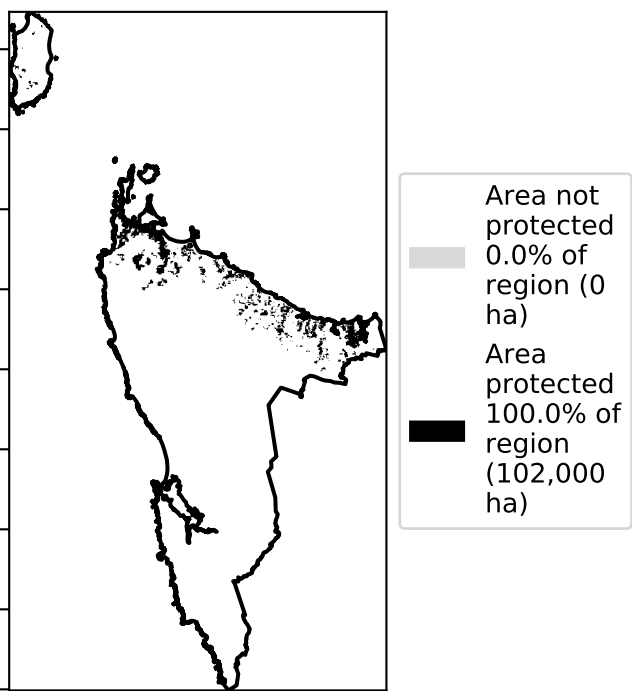 Area not
protected
0.0% of
region (0
ha)
Area
protected
100.0% of
region
(102,000
ha)